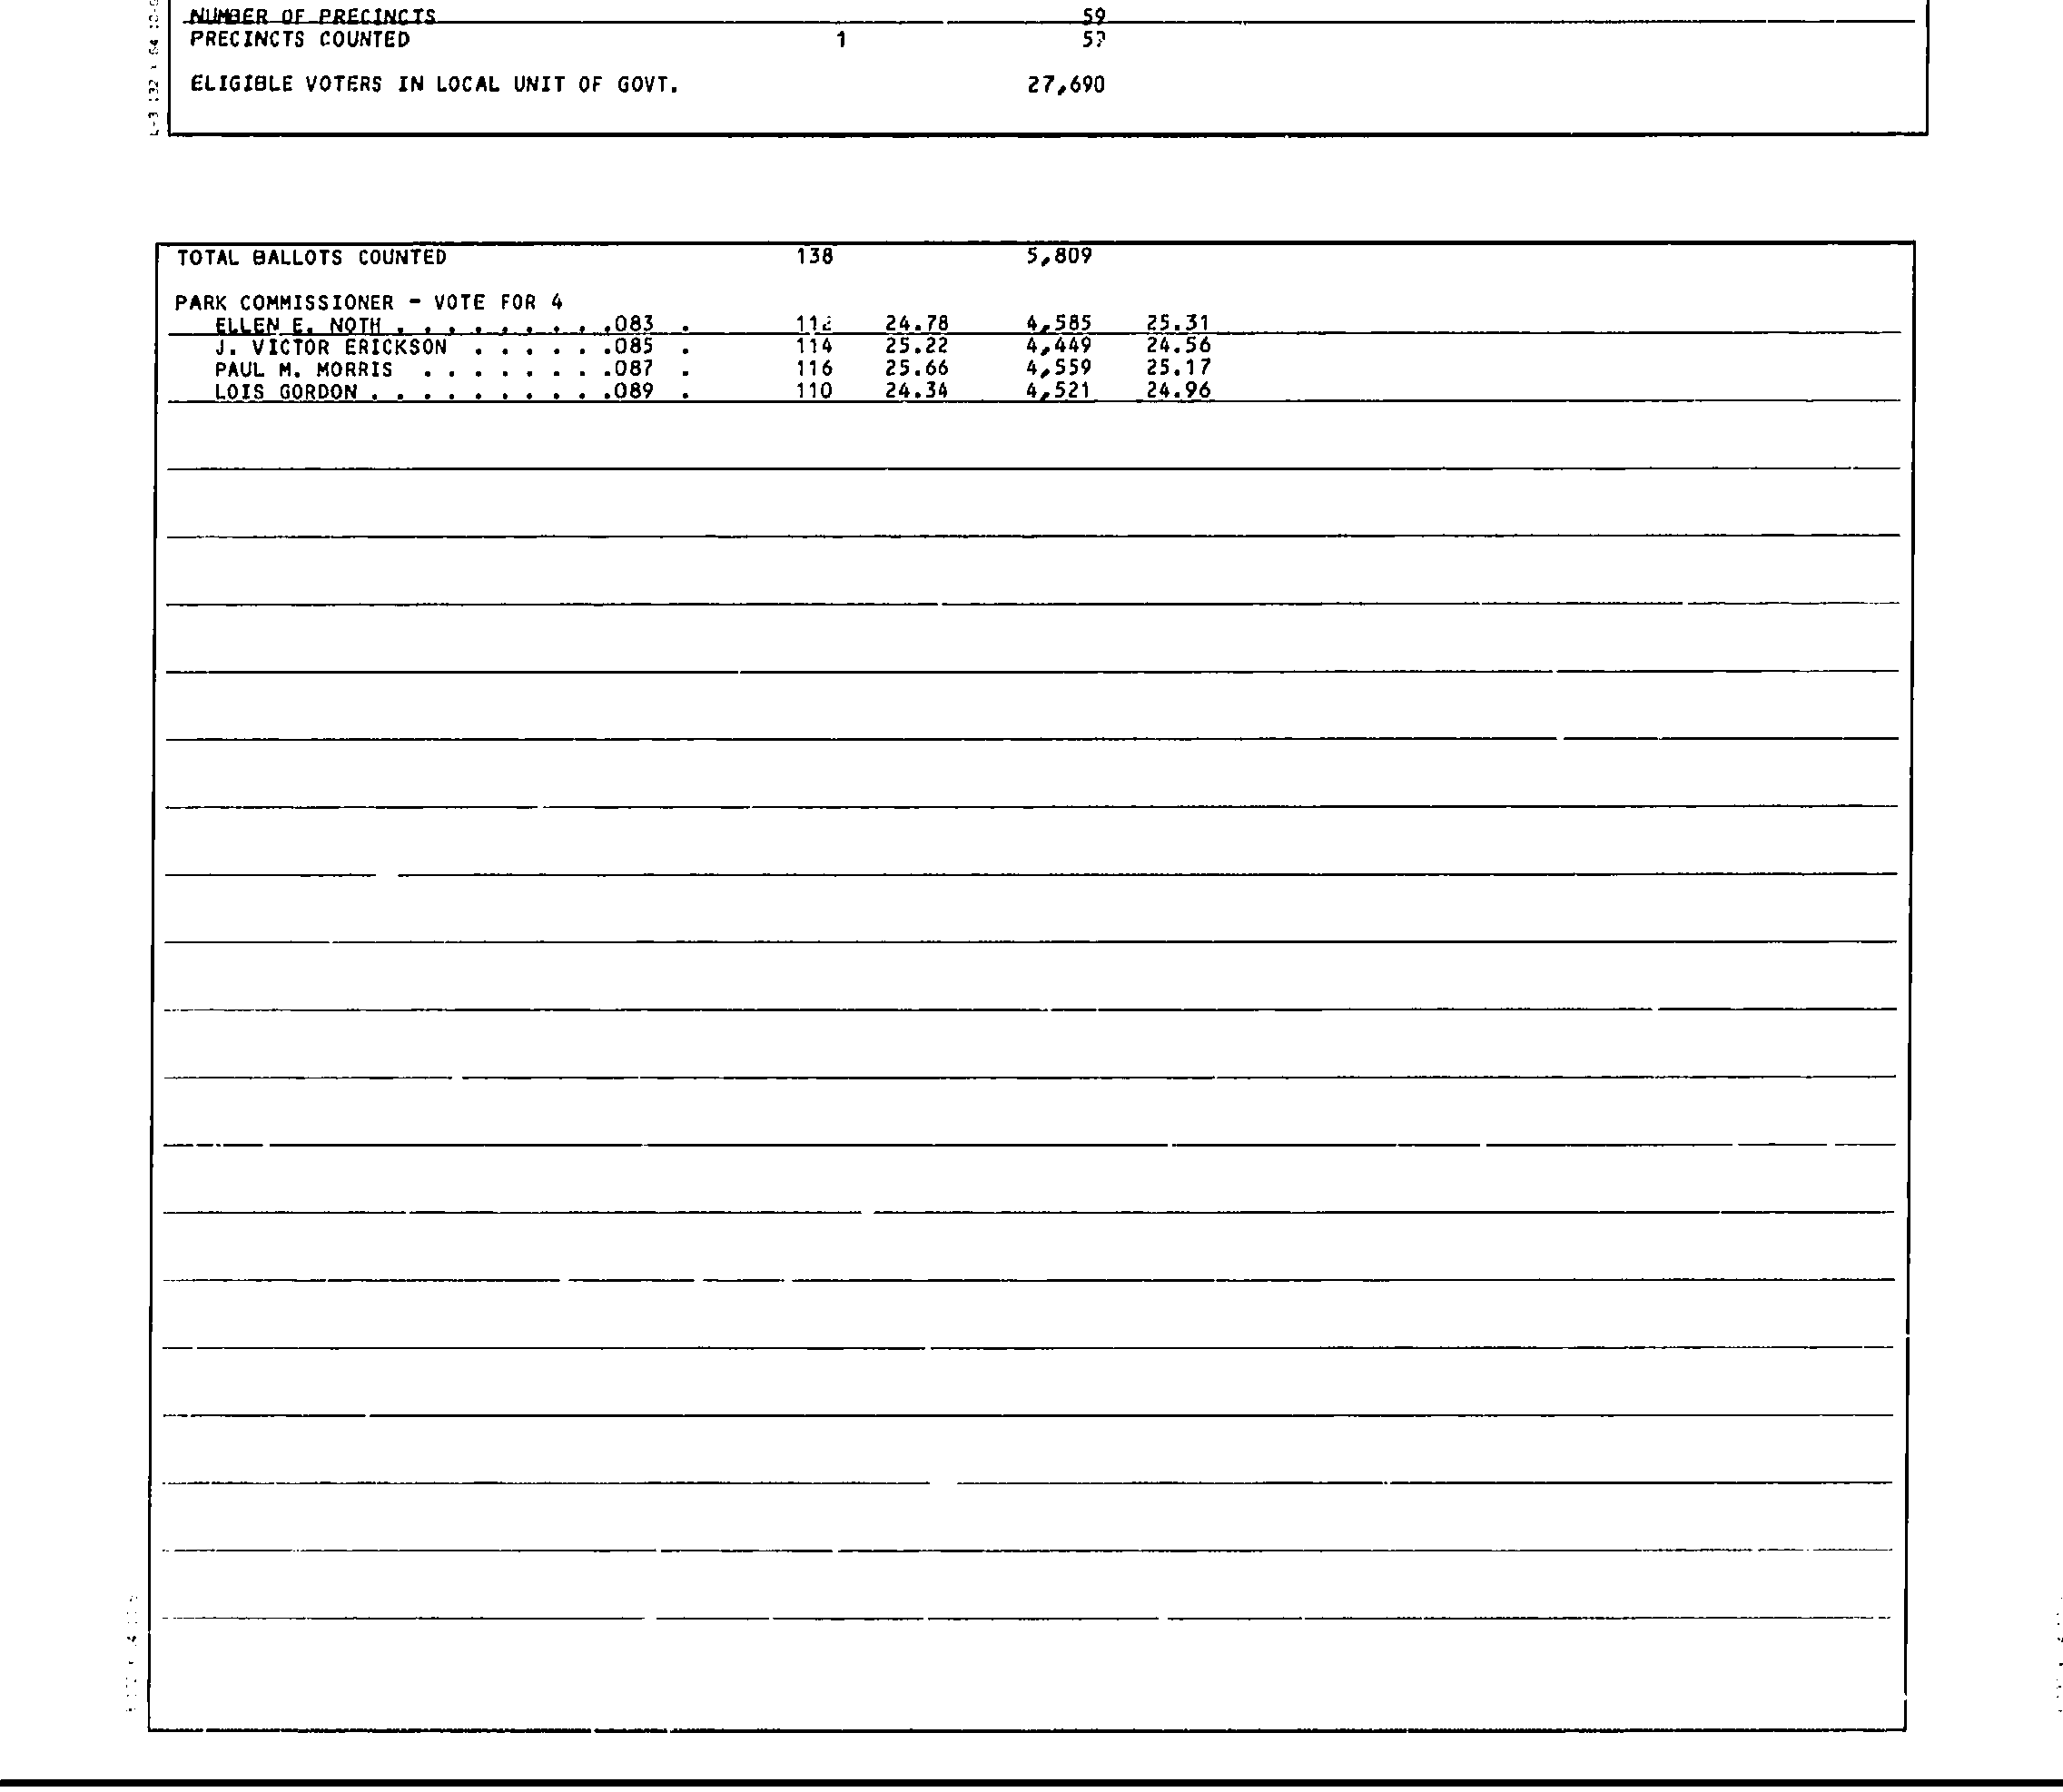 NUMBER OF PRECINCTS 59
PRECINCTS COUNTED 1
ELIGIBLE VOTERS IN LOCAL UNIT OF GOVT. 27,690
TOTAL BALLOTS COUNTED 138 5,809
PARK COMMISSIONER - VOTE FOR 4
ELLEN E. NOTH . . . . . . . . .083 . 112 24.78 4,585 25.31
J. VICTOR ERICKSON . . . . . .085 . 114 25.22 4,449 24.56
PAUL M. MORRIS . . . . . . . .087 . 116 25.66 4,559 25.17
LOIS GORDON . . . . . . . . . .089 . 110 24.34 4,521 24.96